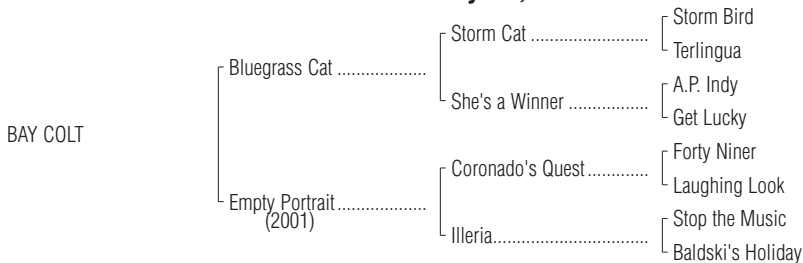 Storm Bird
Storm Cat ........................
Terlingua
Bluegrass Cat ...................
A.P. Indy
She's a Winner .................
Get Lucky
BAY COLT
Forty Niner
Coronado's Quest.............
Laughing Look
Empty Portrait...................
(2001)
Stop the Music
Illeria.................................
Baldski's Holiday